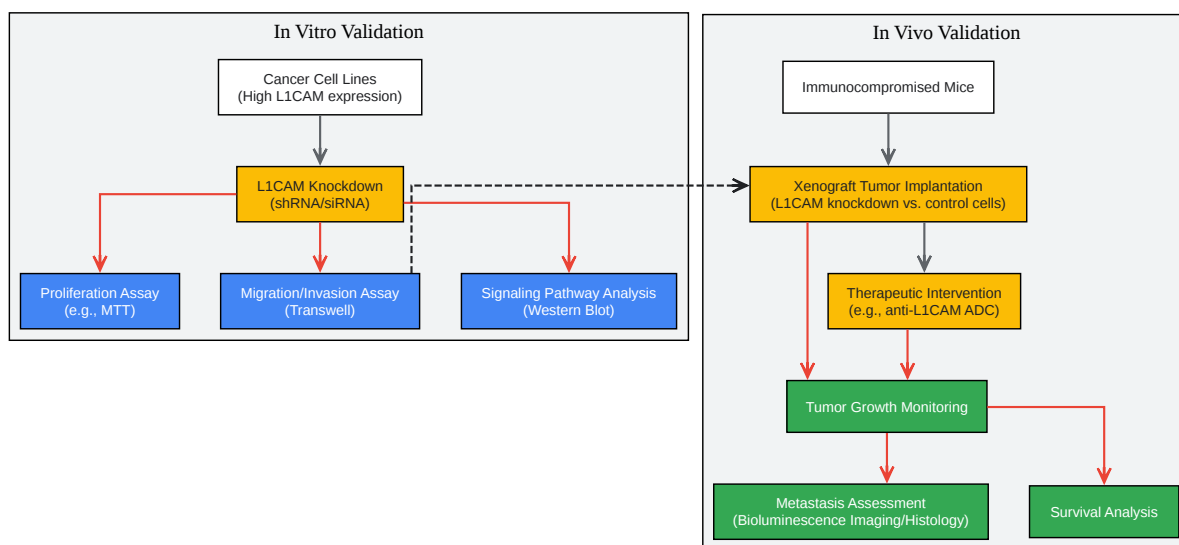 In Vitro Validation
Cancer Cell Lines
(High L1CAM expression)
L1CAM Knockdown
(shRNA/siRNA)
Proliferation Assay
(e.g., MTT)
Migration/Invasion Assay
(Transwell)
Signaling Pathway Analysis
(Western Blot)
In Vivo Validation
Immunocompromised Mice
Xenograft Tumor Implantation
(L1CAM knockdown vs. control cells)
Therapeutic Intervention
(e.g., anti-L1CAM ADC)
Tumor Growth Monitoring
Metastasis Assessment
(Bioluminescence Imaging/Histology)
Survival Analysis